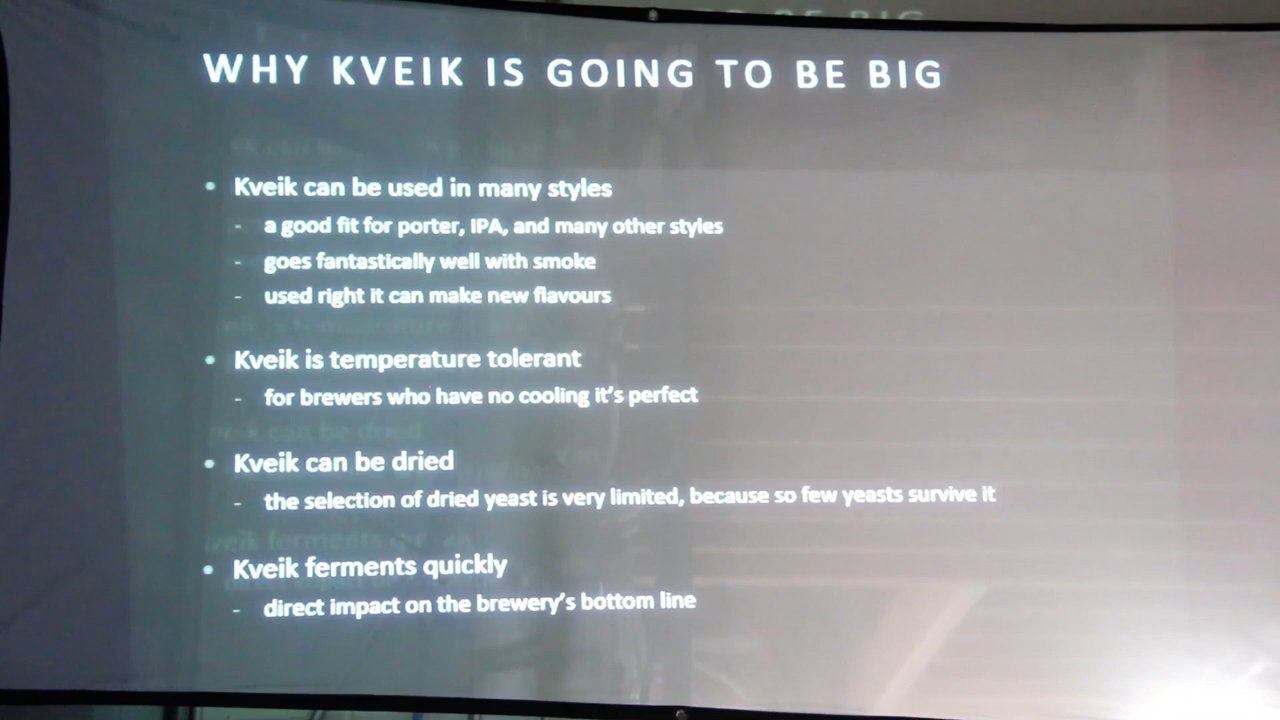 WHY KVEIK IS GOING TO BE BIG
• Kveik can be used in many styles
- a good fit for porter, IPA, and many other styles
- goes fantastically well with smoke
- used right it can make new flavours
• Kveik is temperature tolerant
- for brewers who have no cooling it's perfect
• Kveik can be dried
- the selection of dried yeast is very limited, because so few yeasts survive it
• Kveik ferments quickly
- direct impact on the brewery's bottom line